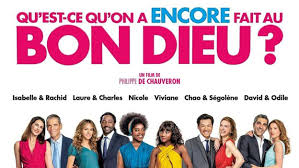 QU'EST-CE QU'ON A ENCORE FAIT AU
BON DIEU ?
UN FILM DE
PHILIPPE DE CHAUVERON
Isabelle & Rachid Laure & Charles Nicole Viviane Chao & Ségolène David & Odile